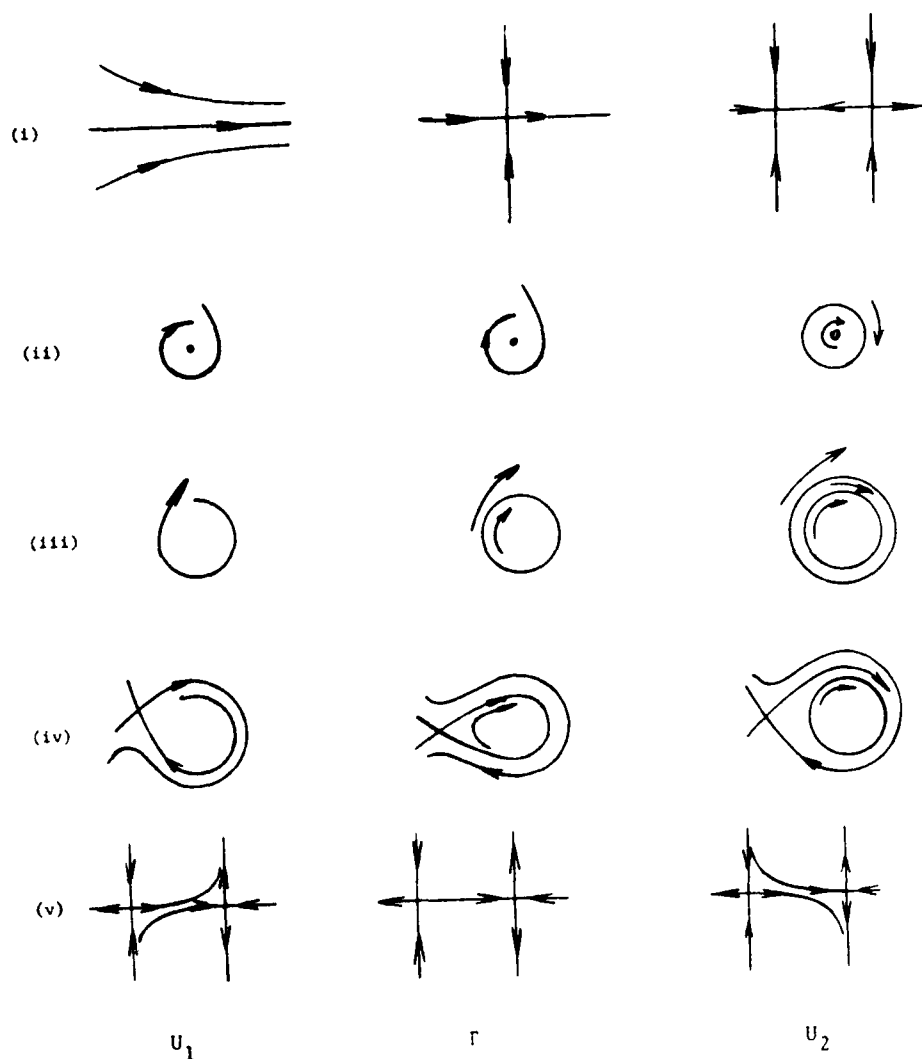 (i)
(ii)
(iii)
(iv)
(v)
U₁ Γ U₂